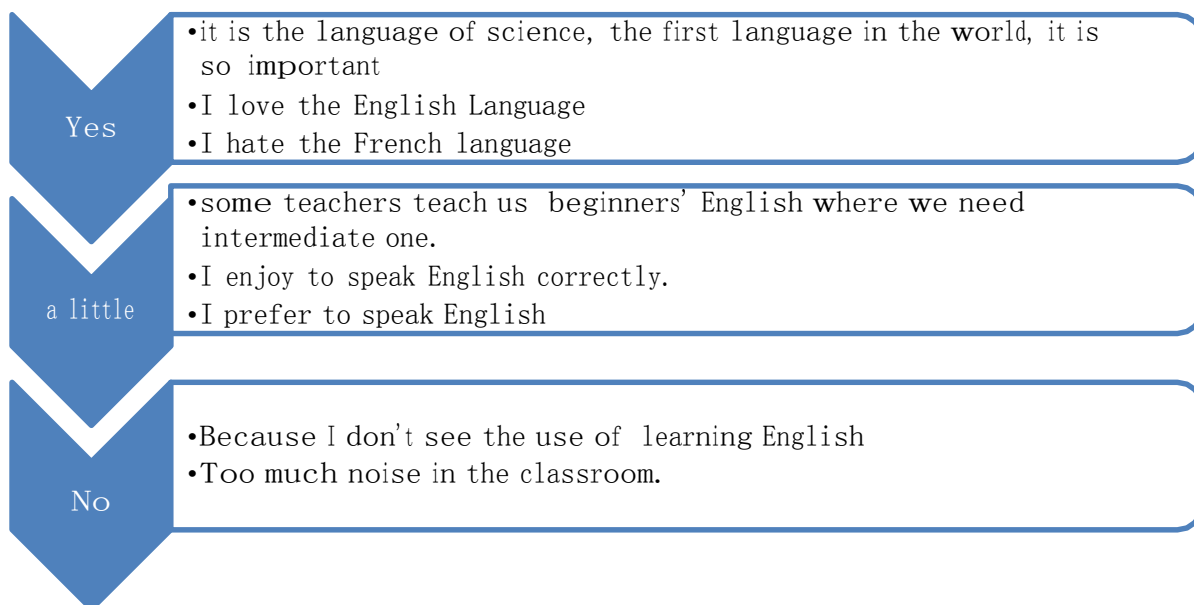 Yes
•it is the language of science, the first language in the world, it is
so important
•I love the English Language
•I hate the French language
a little
•some teachers teach us beginners' English where we need
intermediate one.
•I enjoy to speak English correctly.
•I prefer to speak English
No
•Because I don't see the use of learning English
•Too much noise in the classroom.